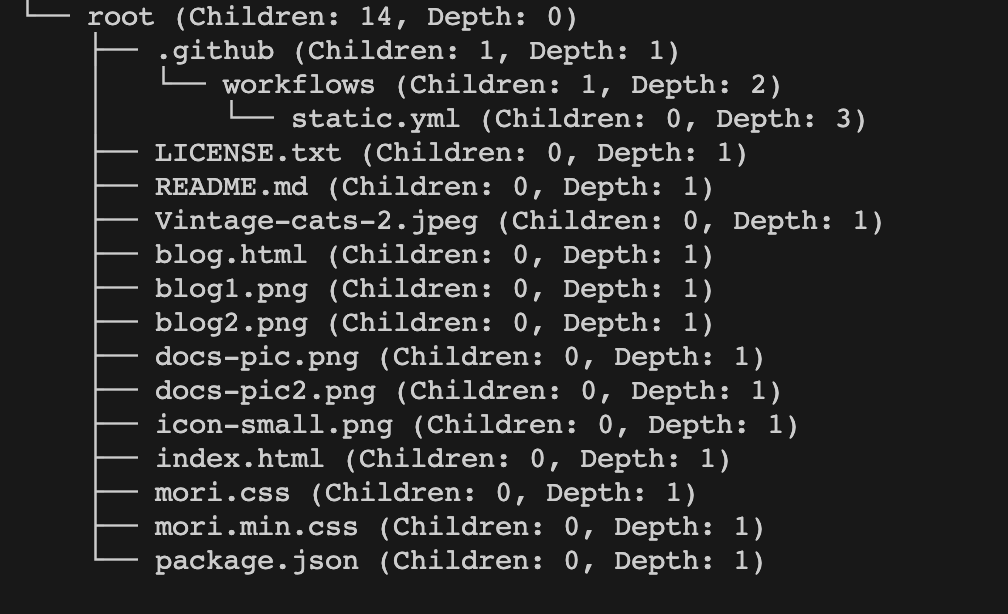 └── root (Children: 14, Depth: 0)
    ├── .github (Children: 1, Depth: 1)
    │   └── workflows (Children: 1, Depth: 2)
    │       └── static.yml (Children: 0, Depth: 3)
    ├── LICENSE.txt (Children: 0, Depth: 1)
    ├── README.md (Children: 0, Depth: 1)
    ├── Vintage-cats-2.jpeg (Children: 0, Depth: 1)
    ├── blog.html (Children: 0, Depth: 1)
    ├── blog1.png (Children: 0, Depth: 1)
    ├── blog2.png (Children: 0, Depth: 1)
    ├── docs-pic.png (Children: 0, Depth: 1)
    ├── docs-pic2.png (Children: 0, Depth: 1)
    ├── icon-small.png (Children: 0, Depth: 1)
    ├── index.html (Children: 0, Depth: 1)
    ├── mori.css (Children: 0, Depth: 1)
    ├── mori.min.css (Children: 0, Depth: 1)
    └── package.json (Children: 0, Depth: 1)